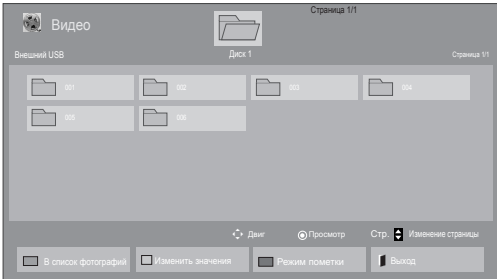 Страница 1/1
Видео
Внешний USB
Диск 1
Страница 1/1
001
002
003
004
005
006
Двиг
Просмотр
Стр.
Изменение страницы
В список фотографий
Изменить значения
Режим пометки
Выход